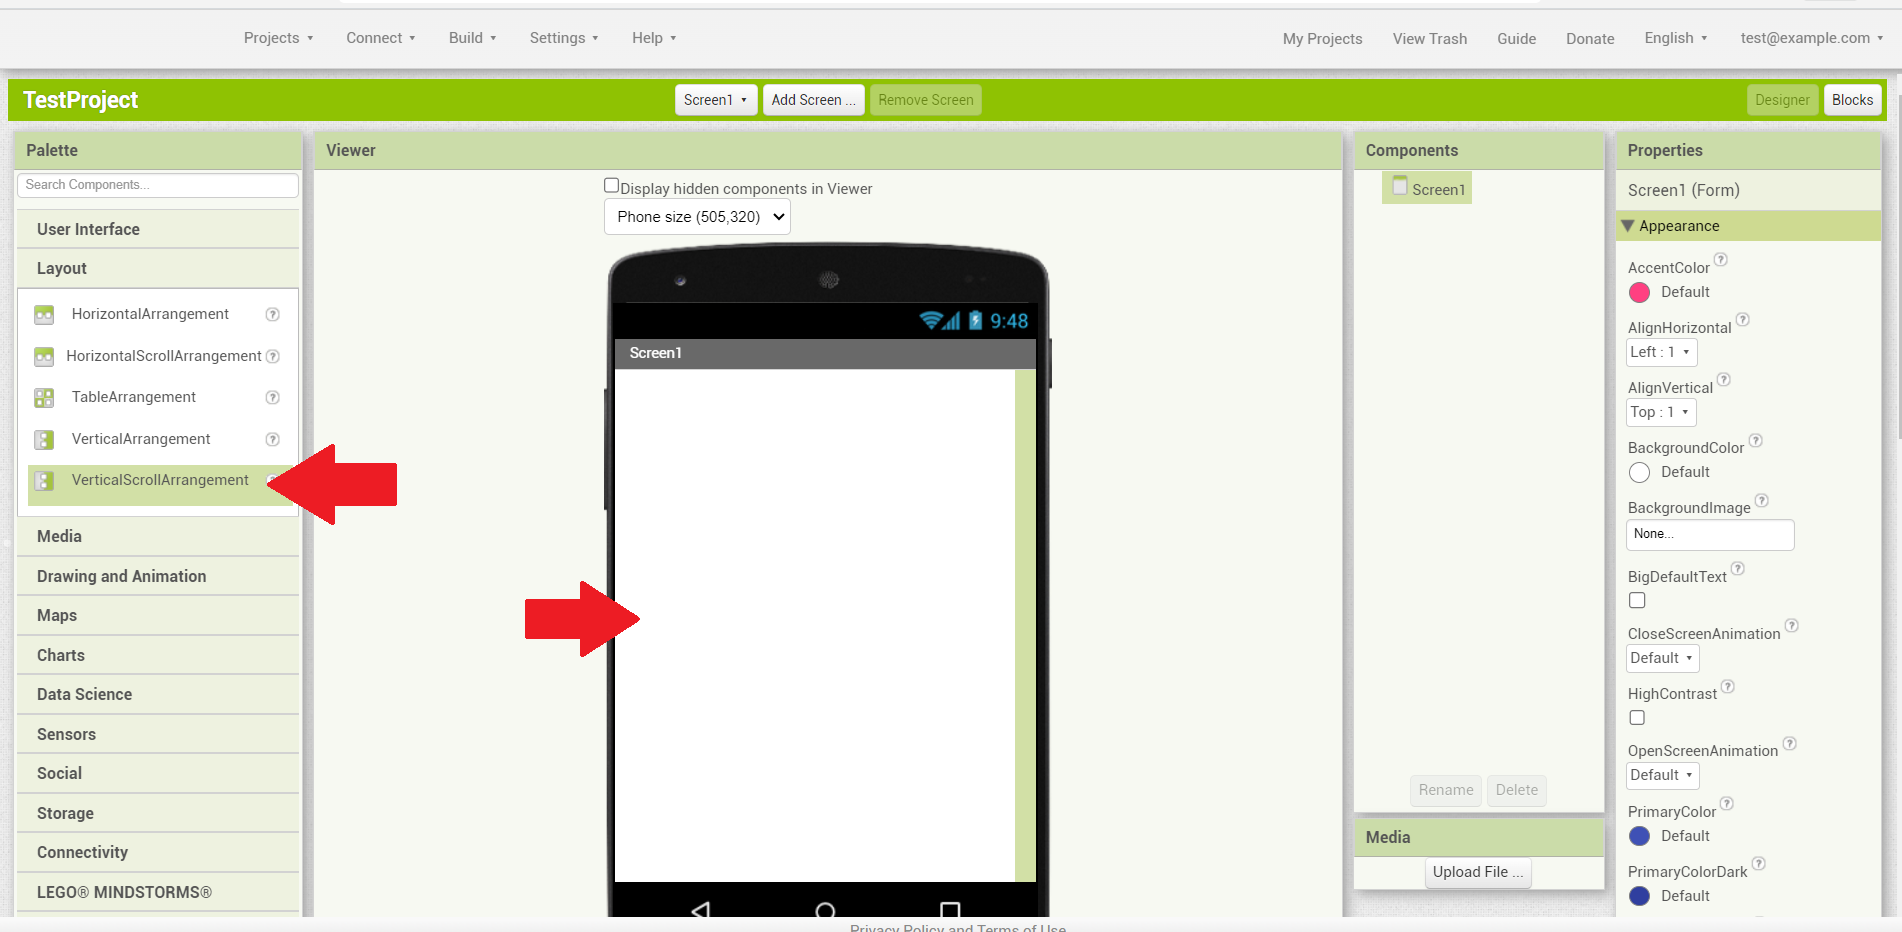 Projects ▾ Connect ▾ Build ▾ Settings ▾ Help ▾ My Projects View Trash Guide Donate English ▾ test@example.com ▾
TestProject Screen1 ▾ Add Screen ... Remove Screen Designer Blocks
Palette
Search Components...
User Interface
Layout
HorizontalArrangement ?
HorizontalScrollArrangement ?
TableArrangement ?
VerticalArrangement ?
VerticalScrollArrangement
Media
Drawing and Animation
Maps
Charts
Data Science
Sensors
Social
Storage
Connectivity
LEGO® MINDSTORMS®
Viewer
Display hidden components in Viewer
Phone size (505,320)
9:48
Screen1
Components
Screen1
Rename Delete
Media
Upload File ...
Properties
Screen1 (Form)
Appearance
AccentColor ?
Default
AlignHorizontal ?
Left : 1 ▾
AlignVertical ?
Top : 1 ▾
BackgroundColor ?
Default
BackgroundImage ?
None...
BigDefaultText ?
CloseScreenAnimation ?
Default ▾
HighContrast ?
OpenScreenAnimation ?
Default ▾
PrimaryColor ?
Default
PrimaryColorDark ?
Default
Privacy Policy and Terms of Use